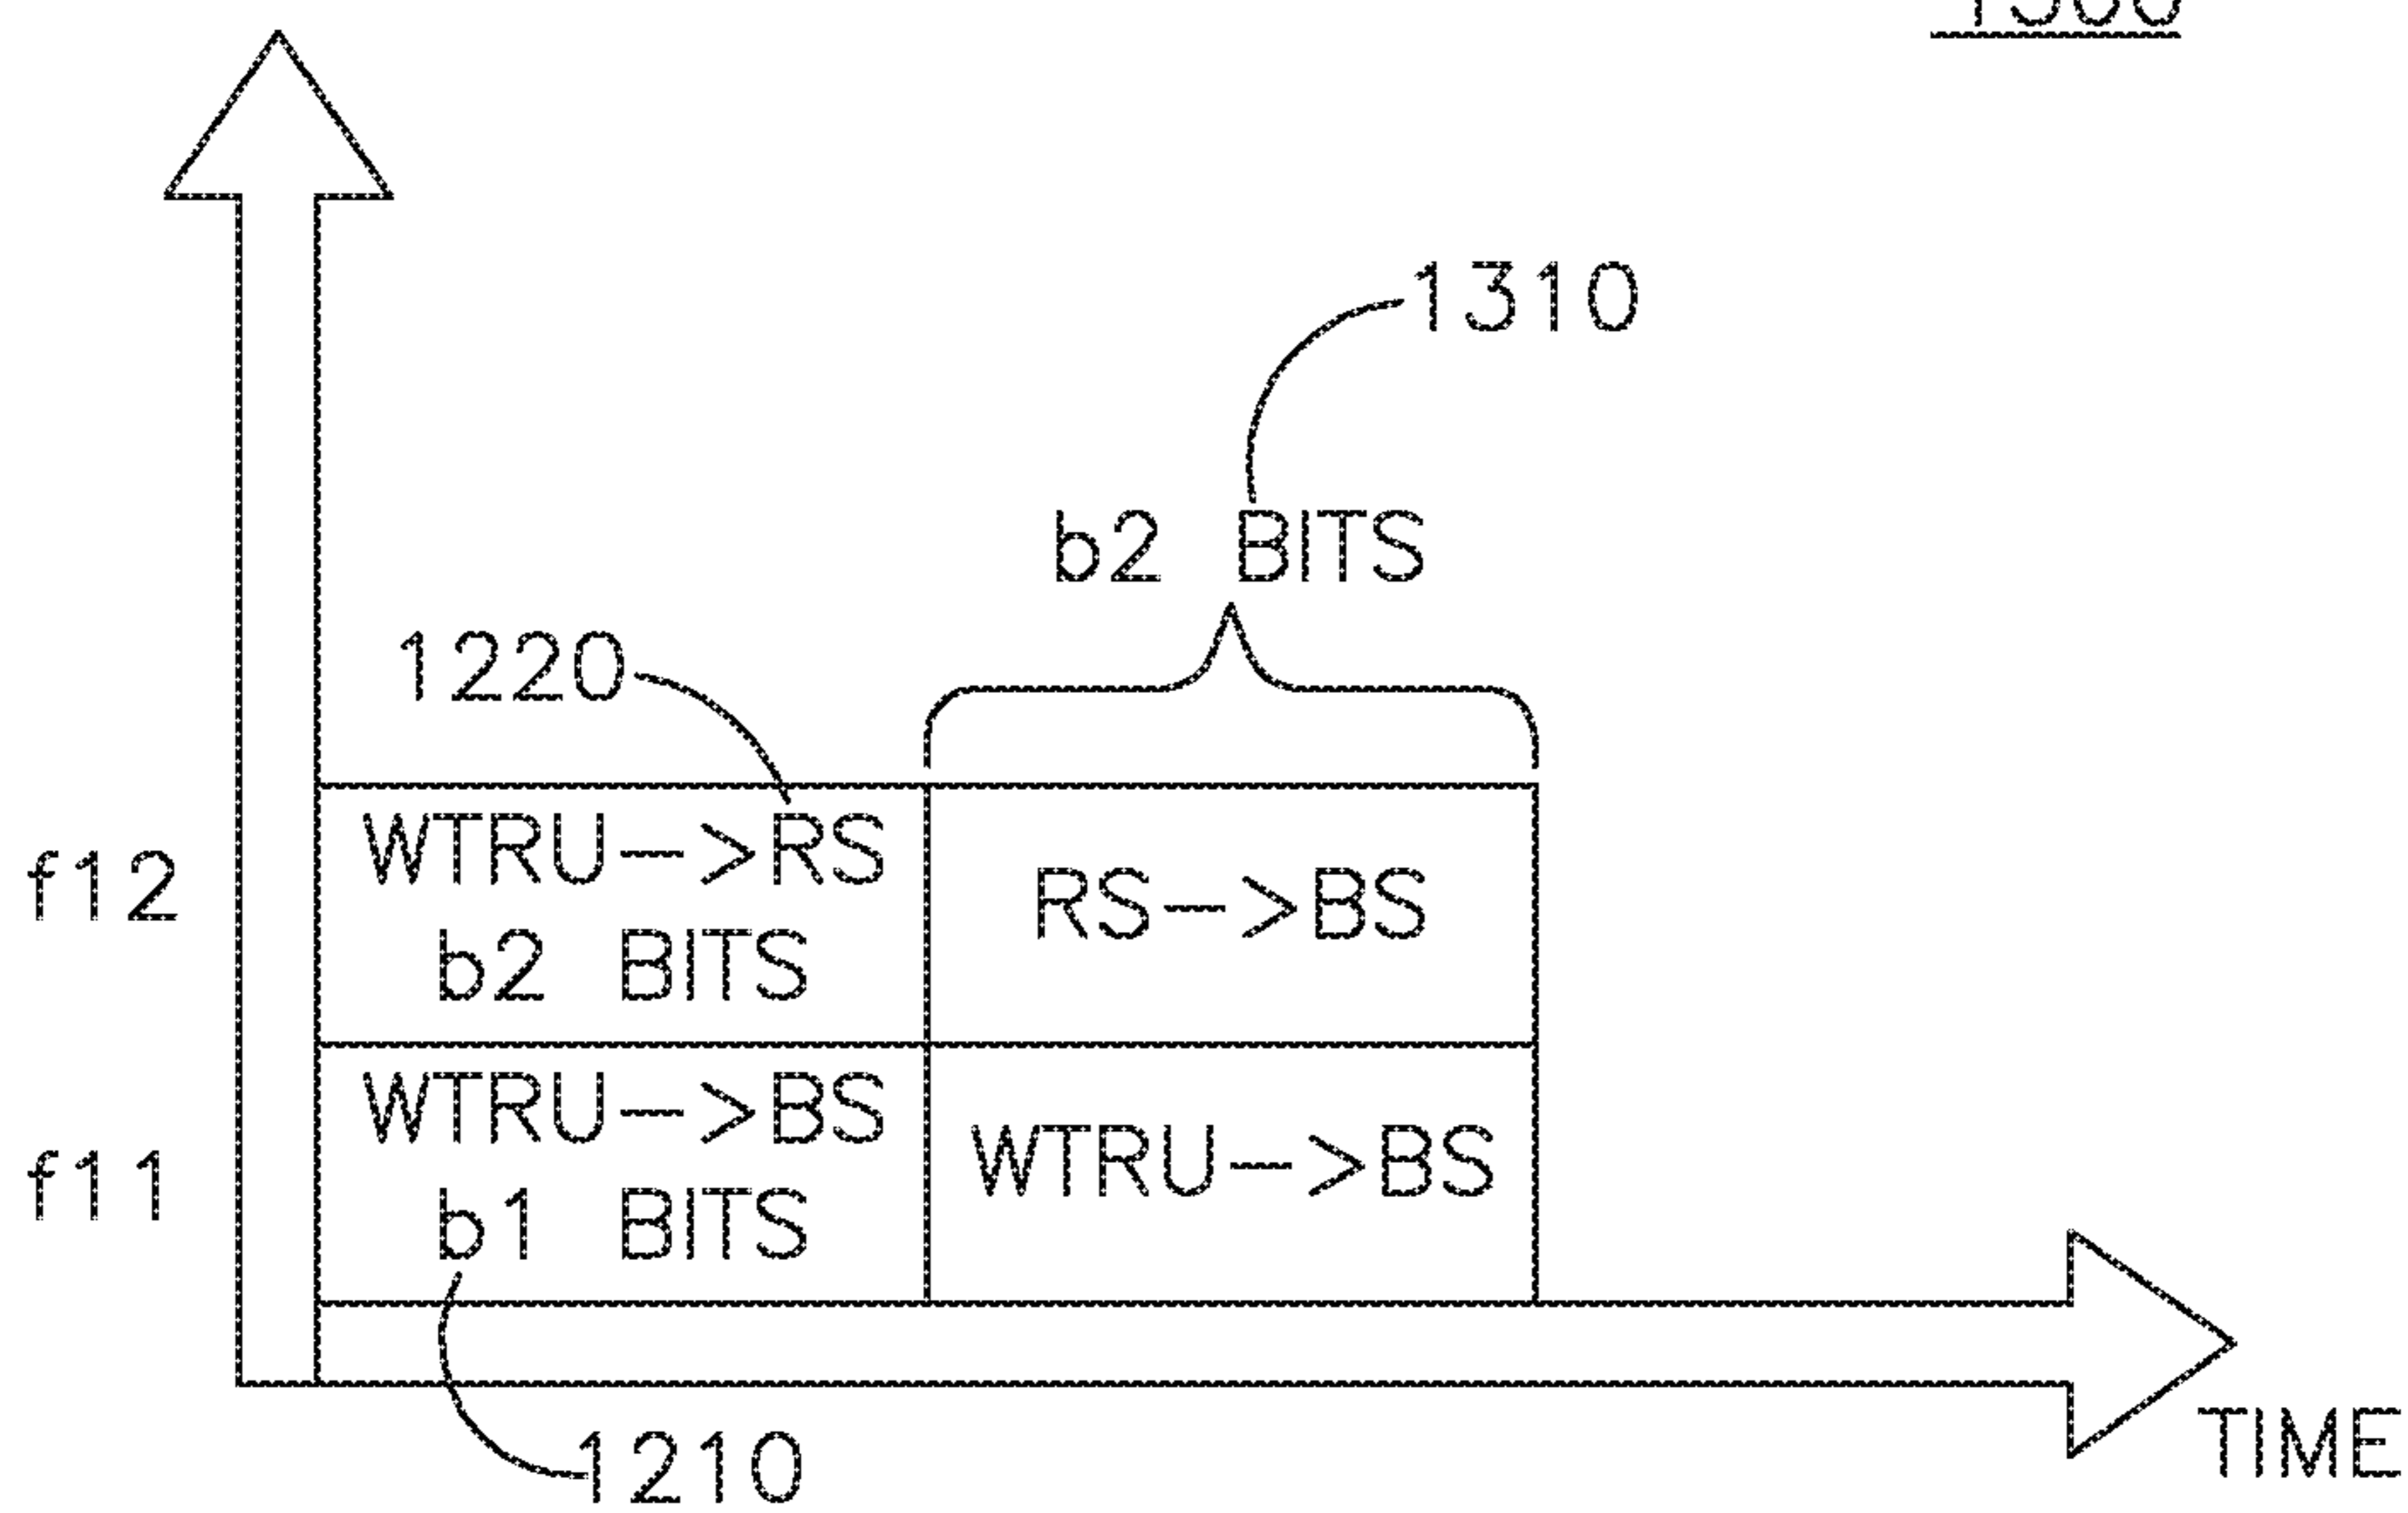 1310
b2 BITS
1220
f12
WTRU->RS
b2 BITS
RS->BS
f11
WTRU->BS
b1 BITS
WTRU->BS
1210
TIME